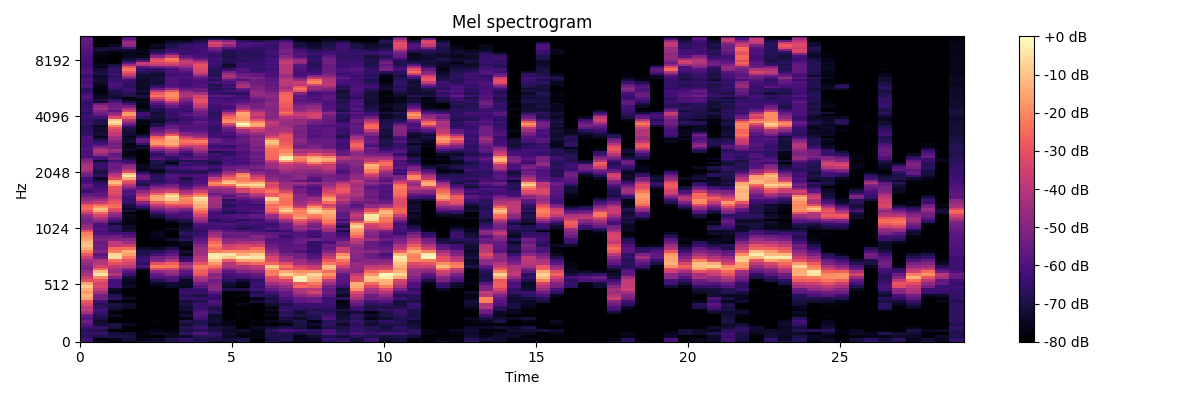 Mel spectrogram
8192
4096
2048
1024
512
0
Hz
0 5 10 15 20 25
Time
+0 dB
-10 dB
-20 dB
-30 dB
-40 dB
-50 dB
-60 dB
-70 dB
-80 dB